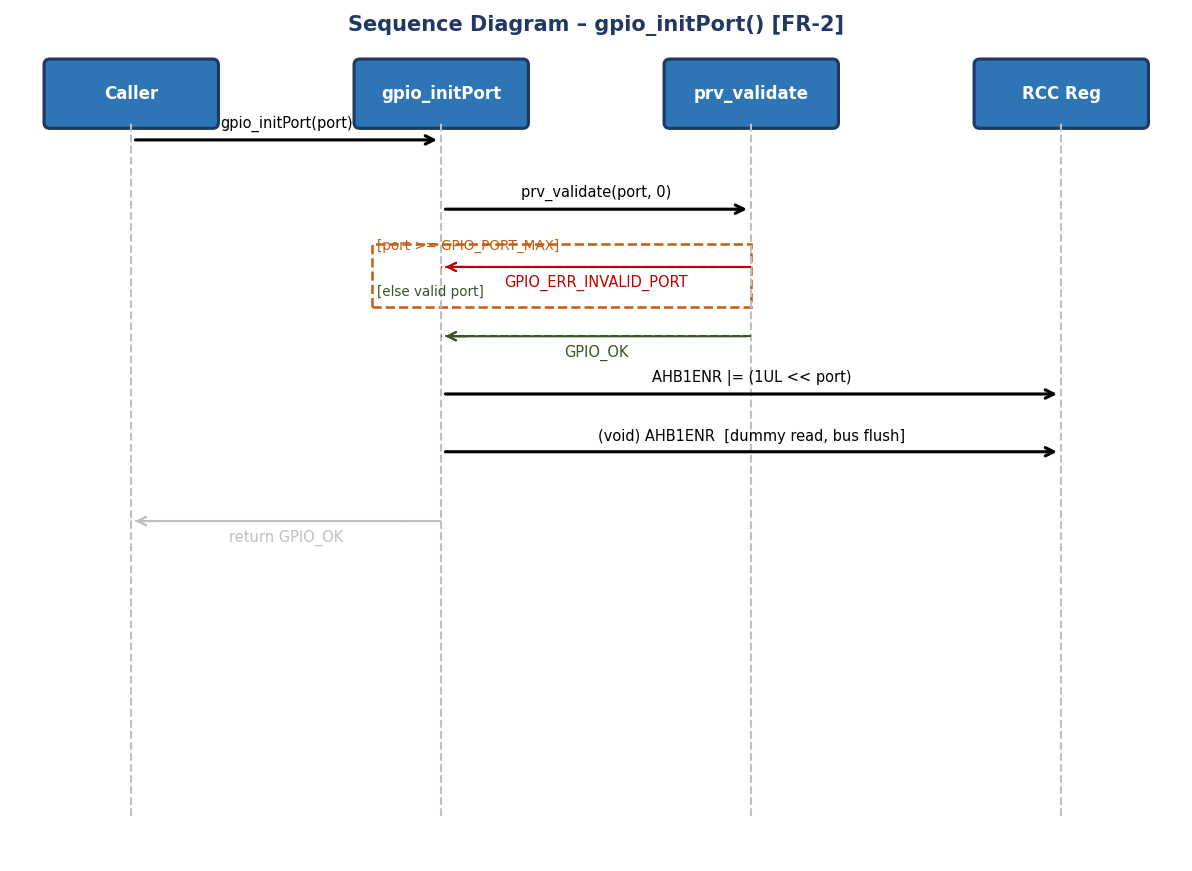 Sequence Diagram – gpio_initPort() [FR-2]
Caller
gpio_initPort
prv_validate
RCC Reg
gpio_initPort(port)
prv_validate(port, 0)
[port >= GPIO_PORT_MAX]
GPIO_ERR_INVALID_PORT
[else valid port]
GPIO_OK
AHB1ENR |= (1UL << port)
(void) AHB1ENR  [dummy read, bus flush]
return GPIO_OK